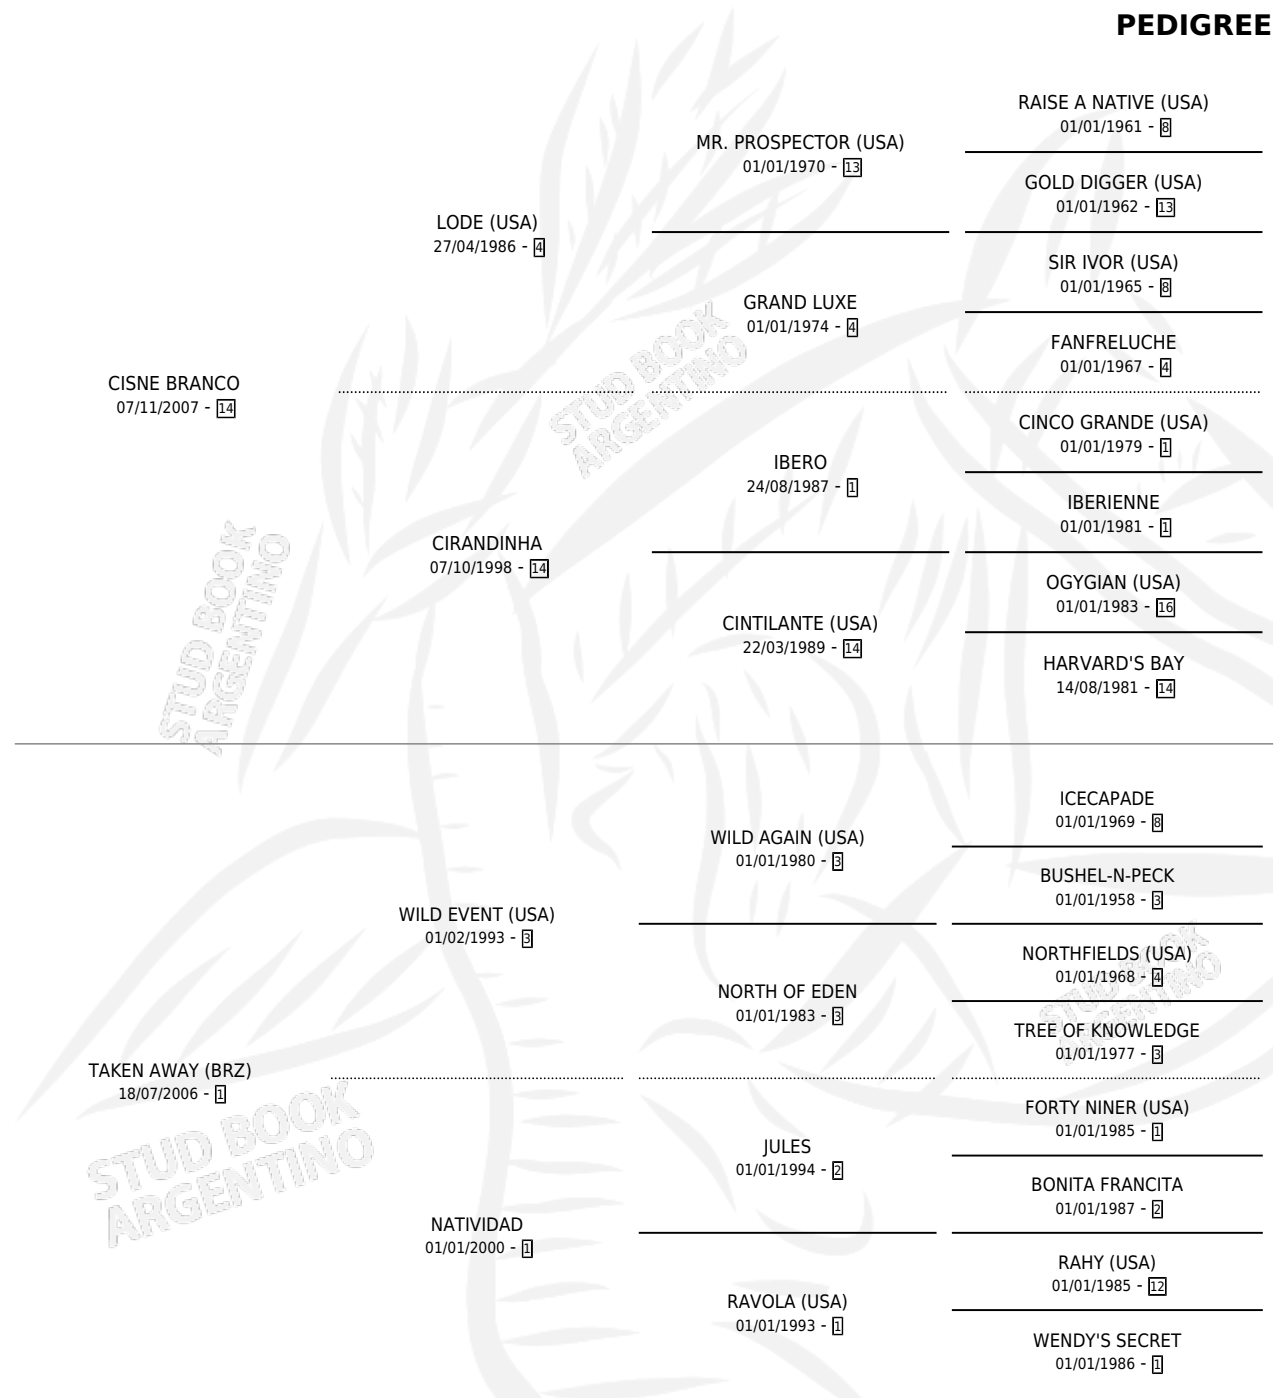 PEDIGREE
RAISE A NATIVE (USA)
01/01/1961 - 8
MR. PROSPECTOR (USA)
01/01/1970 - 13
GOLD DIGGER (USA)
01/01/1962 - 13
LODE (USA)
27/04/1986 - 4
SIR IVOR (USA)
01/01/1965 - 8
GRAND LUXE
01/01/1974 - 4
FANFRELUCHE
01/01/1967 - 4
CISNE BRANCO
07/11/2007 - 14
CINCO GRANDE (USA)
01/01/1979 - 1
IBERO
24/08/1987 - 1
IBERIENNE
01/01/1981 - 1
CIRANDINHA
07/10/1998 - 14
OGYGIAN (USA)
01/01/1983 - 16
CINTILANTE (USA)
22/03/1989 - 14
HARVARD'S BAY
14/08/1981 - 14
ICECAPADE
01/01/1969 - 8
WILD AGAIN (USA)
01/01/1980 - 3
BUSHEL-N-PECK
01/01/1958 - 3
WILD EVENT (USA)
01/02/1993 - 3
NORTHFIELDS (USA)
01/01/1968 - 4
NORTH OF EDEN
01/01/1983 - 3
TREE OF KNOWLEDGE
01/01/1977 - 3
TAKEN AWAY (BRZ)
18/07/2006 - 1
FORTY NINER (USA)
01/01/1985 - 1
JULES
01/01/1994 - 2
BONITA FRANCITA
01/01/1987 - 2
NATIVIDAD
01/01/2000 - 1
RAHY (USA)
01/01/1985 - 12
RAVOLA (USA)
01/01/1993 - 1
WENDY'S SECRET
01/01/1986 - 1
STUD BOOK
ARGENTINO
STUD BOOK
ARGENTINO
STUD BOOK
ARGENTINO
STUD BOOK
ARGENTINO